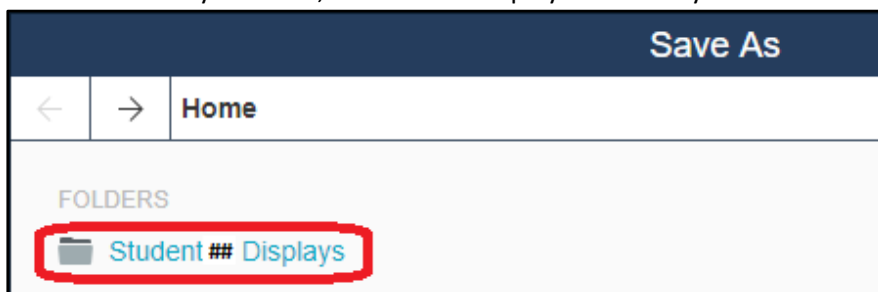 Save As
← → Home
FOLDERS
Student ## Displays